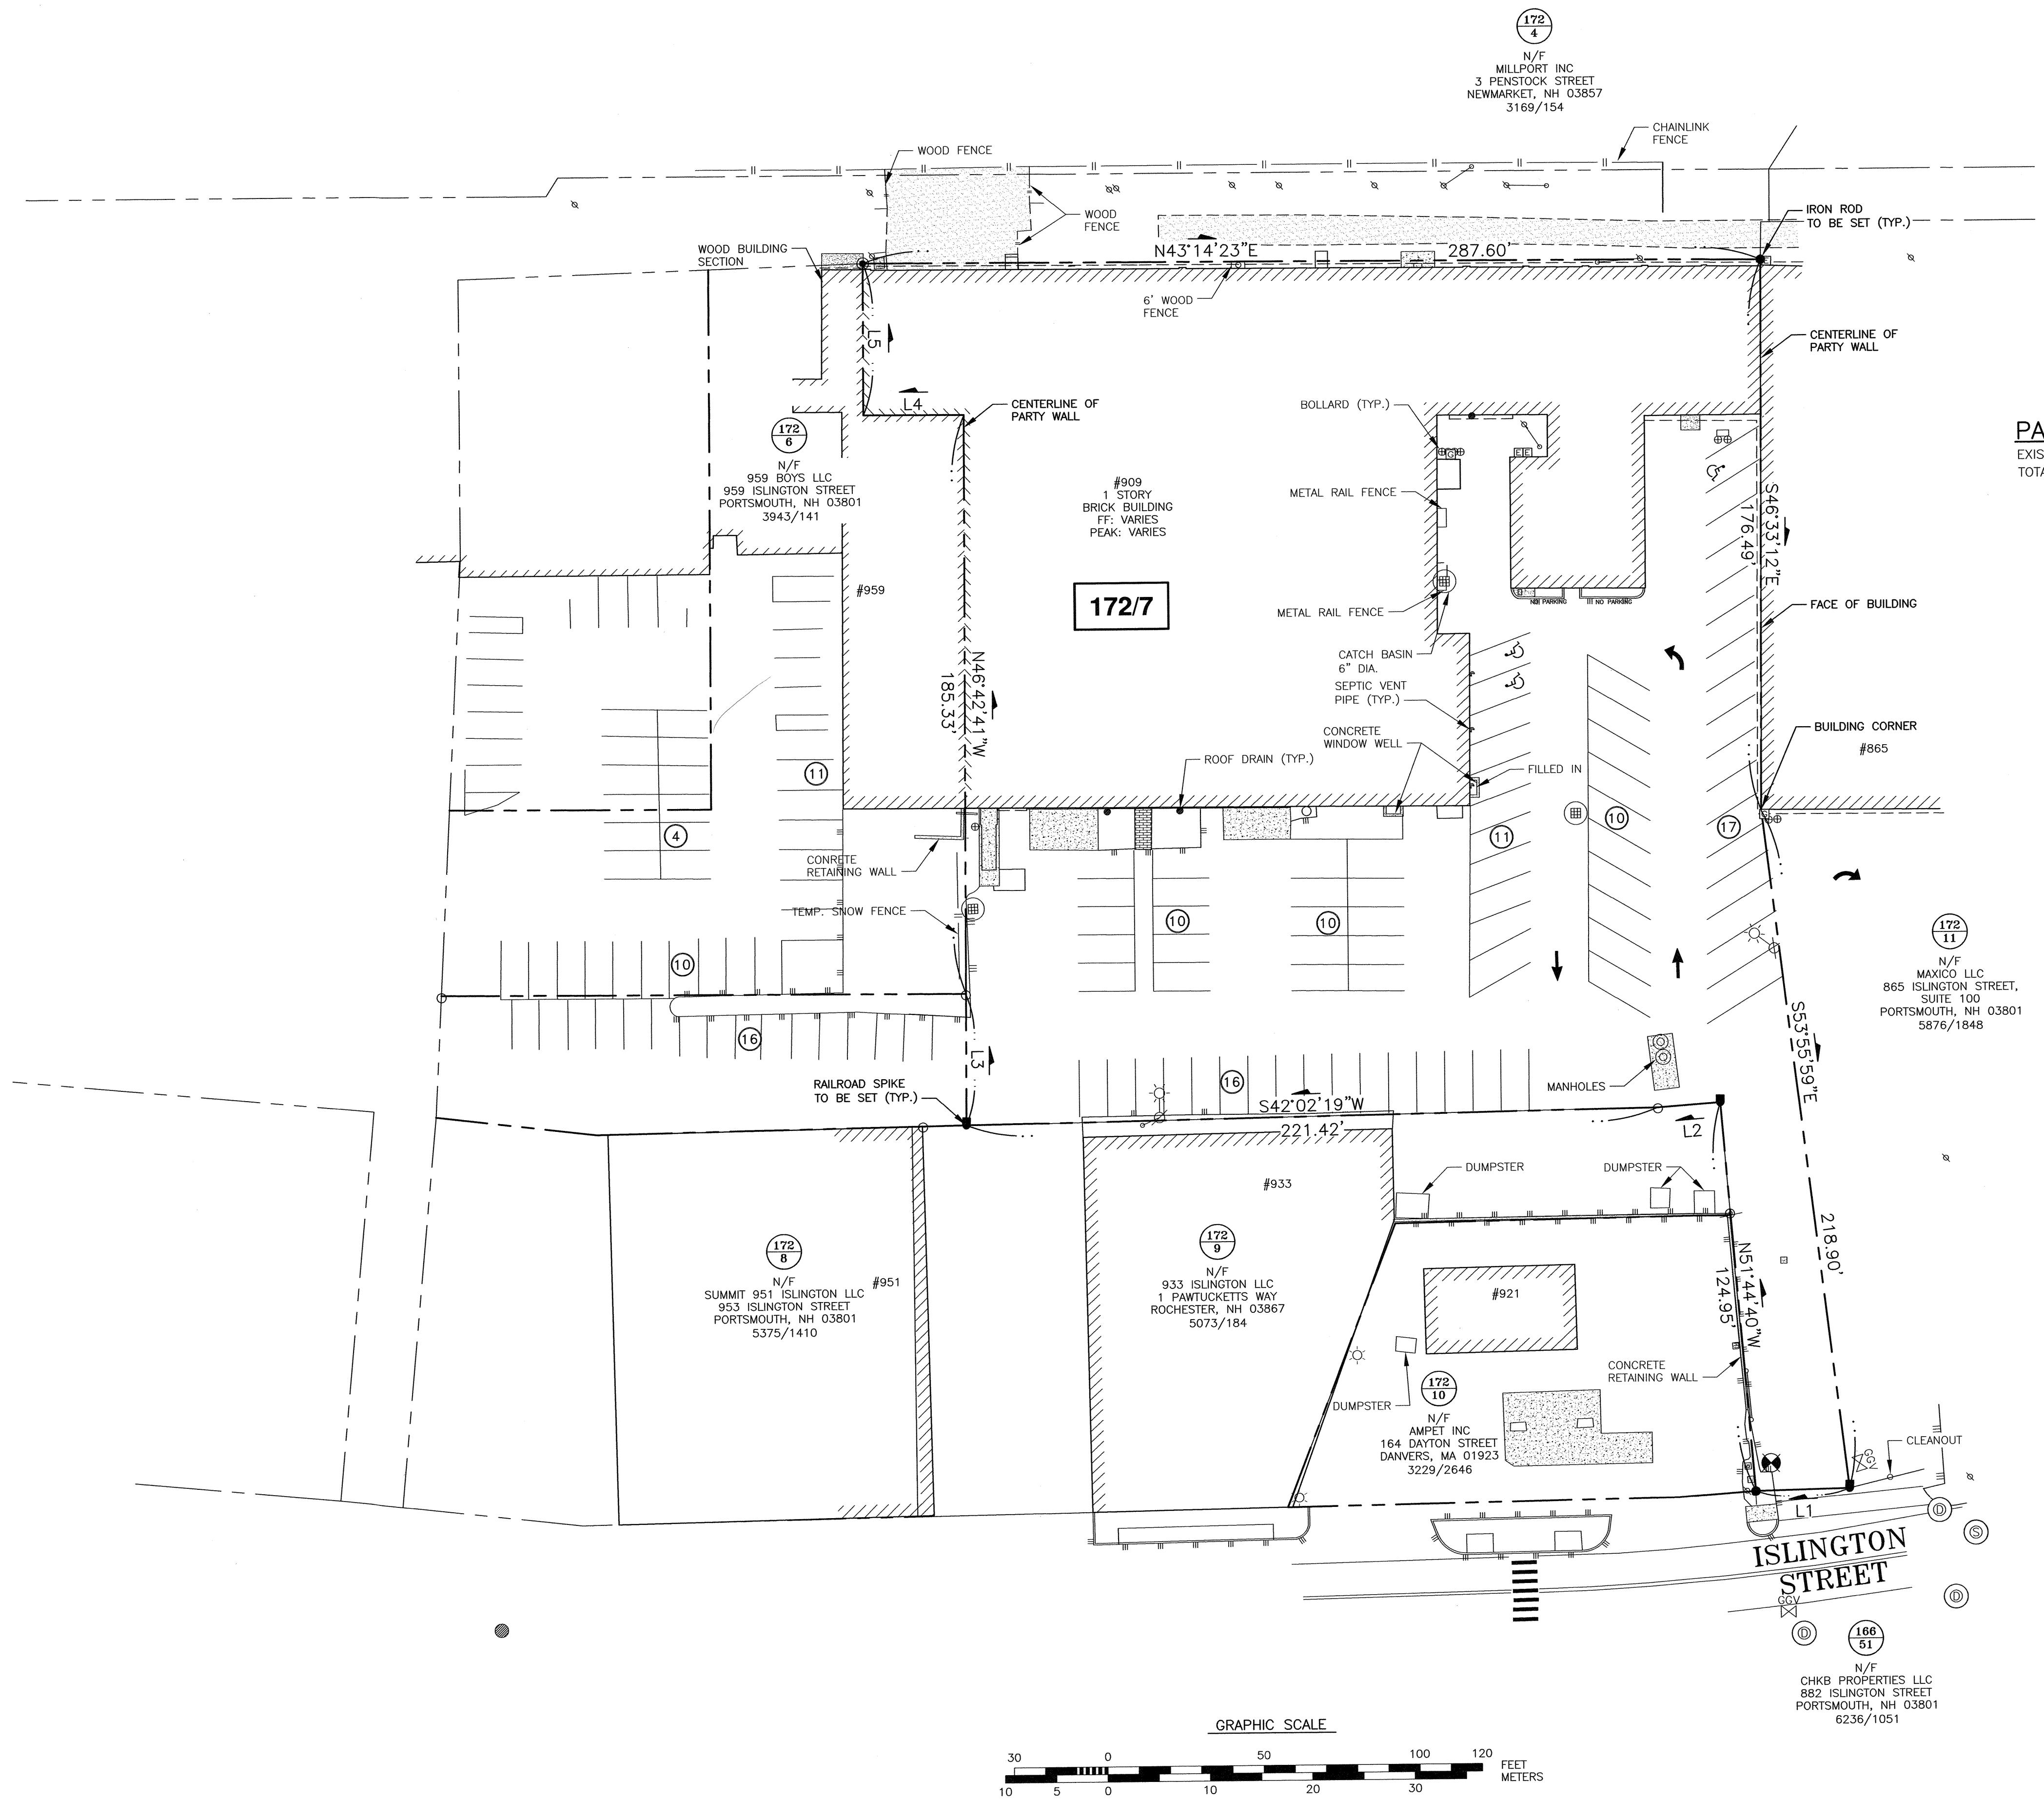 172
4
N/F
MILLPORT INC
3 PENSTOCK STREET
NEWMARKET, NH 03857
3169/154
CHAINLINK
FENCE
WOOD FENCE
WOOD
FENCE
IRON ROD
TO BE SET (TYP.)
WOOD BUILDING
SECTION
N43°14'23"E
287.60'
6' WOOD
FENCE
L5
L4
CENTERLINE OF
PARTY WALL
CENTERLINE OF
PARTY WALL
BOLLARD (TYP.)
G
E E
172
6
N/F
959 BOYS LLC
959 ISLINGTON STREET
PORTSMOUTH, NH 03801
3943/141
#909
1 STORY
BRICK BUILDING
FF: VARIES
PEAK: VARIES
METAL RAIL FENCE
S46°33'12"E
176.49'
PA
EXIS
TOTA
#959
172/7
METAL RAIL FENCE
NO PARKING
NO PARKING
FACE OF BUILDING
CATCH BASIN
6" DIA.
SEPTIC VENT
PIPE (TYP.)
N46°42'41"W
185.33'
CONCRETE
WINDOW WELL
ROOF DRAIN (TYP.)
FILLED IN
BUILDING CORNER
#865
11
4
11
10
17
CONRETE
RETAINING WALL
TEMP. SNOW FENCE
10
10
10
172
11
N/F
MAXICO LLC
865 ISLINGTON STREET,
SUITE 100
PORTSMOUTH, NH 03801
5876/1848
16
L3
S53°55'59"E
218.90'
RAILROAD SPIKE
TO BE SET (TYP.)
16
MANHOLES
S42°02'19"W
221.42'
L2
DUMPSTER
DUMPSTER
#933
172
8
N/F
SUMMIT 951 ISLINGTON LLC
953 ISLINGTON STREET
PORTSMOUTH, NH 03801
5375/1410
#951
172
9
N/F
933 ISLINGTON LLC
1 PAWTUCKETTS WAY
ROCHESTER, NH 03867
5073/184
#921
N51°44'40"W
124.95'
CONCRETE
RETAINING WALL
DUMPSTER
172
10
N/F
AMPET INC
164 DAYTON STREET
DANVERS, MA 01923
3229/2646
CLEANOUT
GGV
L1
D
S
ISLINGTON
STREET
GGV
D
D
166
51
N/F
CHKB PROPERTIES LLC
882 ISLINGTON STREET
PORTSMOUTH, NH 03801
6236/1051
GRAPHIC SCALE
30 0 50 100 120
FEET
METERS
10 5 0 10 20 30